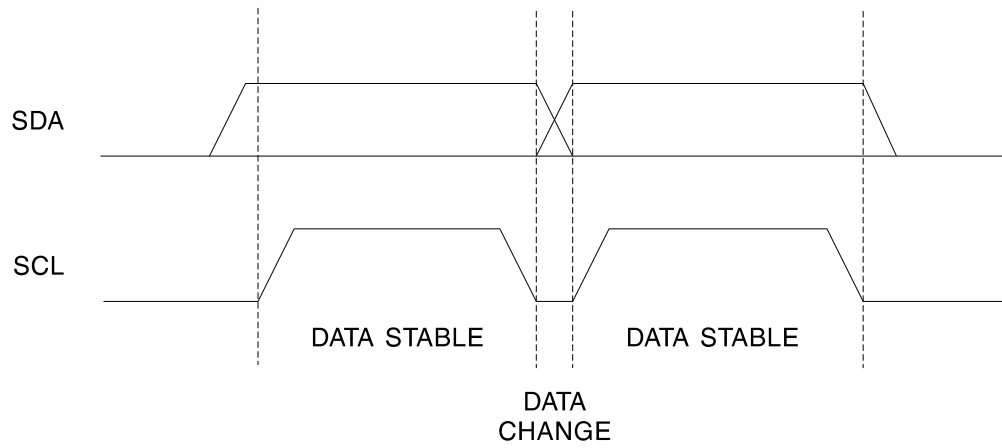 SDA
SCL
DATA STABLE
DATA STABLE
DATA
CHANGE